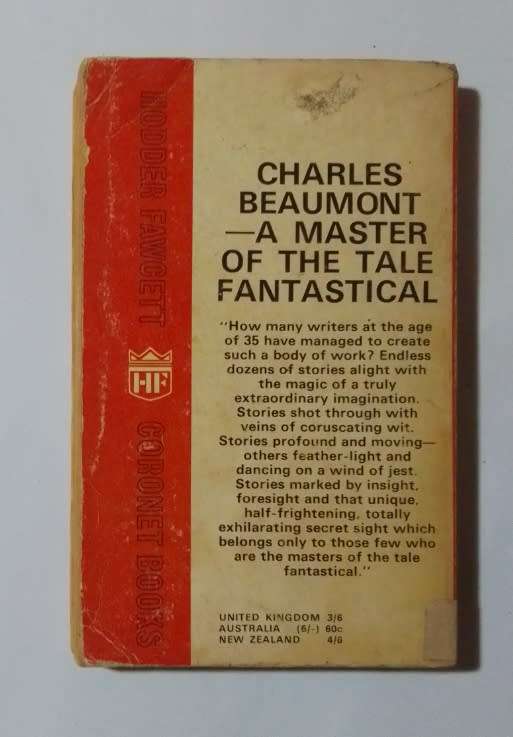 HODDER FAWCETT
HF
CORONET BOOKS
CHARLES
BEAUMONT
—A MASTER
OF THE TALE
FANTASTICAL
"How many writers at the age
of 35 have managed to create
such a body of work? Endless
dozens of stories alight with
the magic of a truly
extraordinary imagination.
Stories shot through with
veins of coruscating wit.
Stories profound and moving—
others feather-light and
dancing on a wind of jest.
Stories marked by insight,
foresight and that unique,
half-frightening, totally
exhilarating secret sight which
belongs only to those few who
are the masters of the tale
fantastical."
UNITED KINGDOM 3/6
AUSTRALIA (6/-) 60c
NEW ZEALAND 4/6